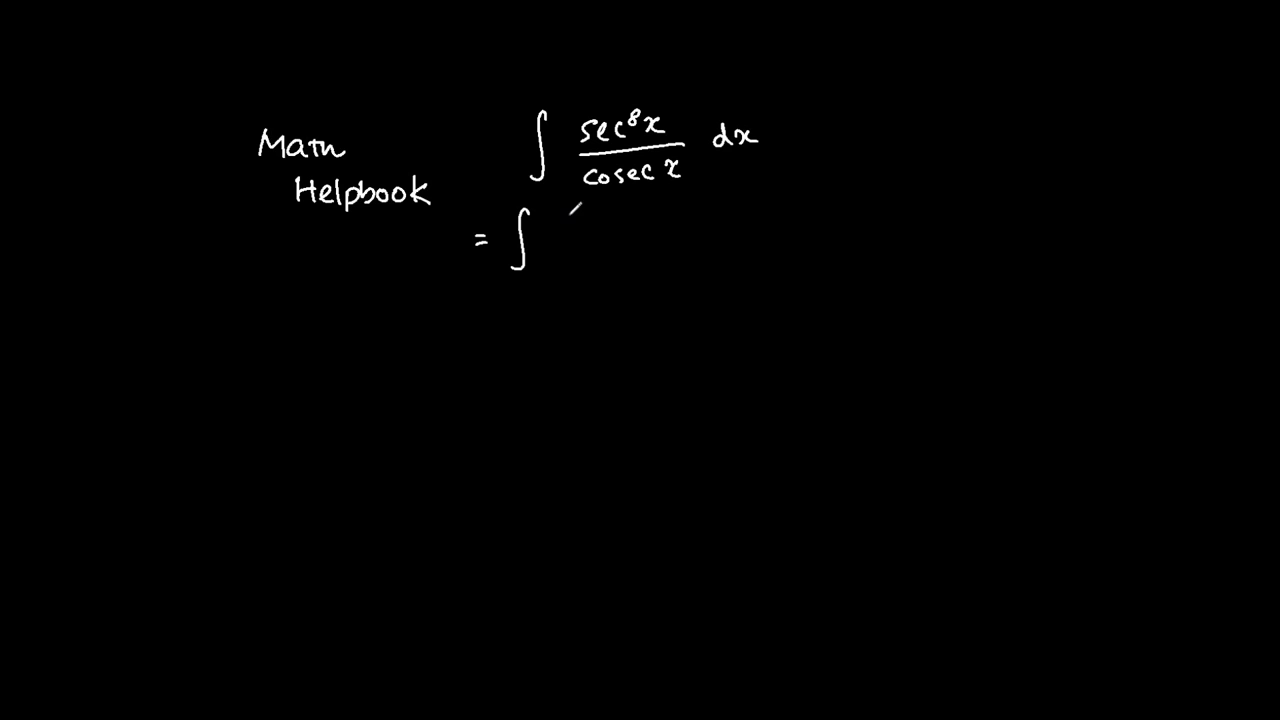 Math
Helpbook
∫ sec⁸x / cosec x dx
= ∫